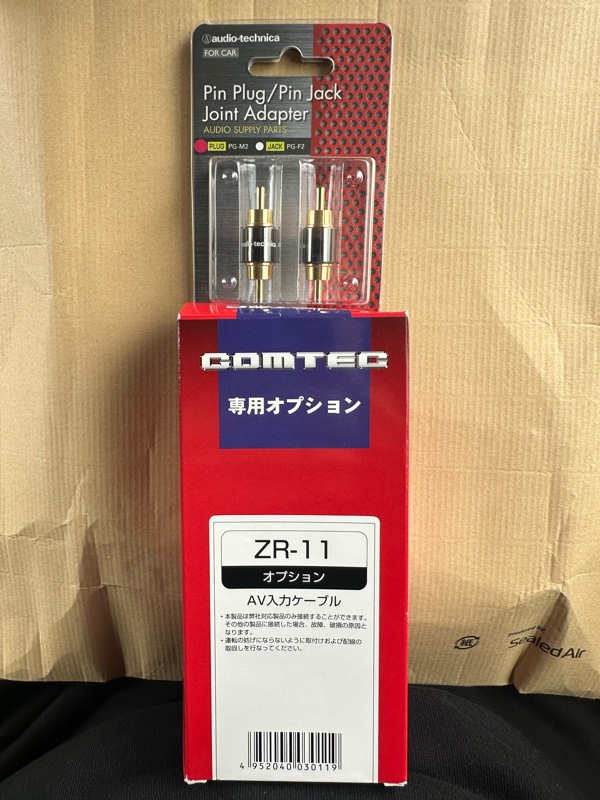 audio-technica
FOR CAR
Pin Plug/Pin Jack
Joint Adapter
AUDIO SUPPLY PARTS
PLUG PG-M2 JACK PG-F2
audio-technica
COMTEC
専用オプション
ZR-11
オプション
AV入力ケーブル
・本製品は弊社対応製品のみ接続することができます。
その他の製品に接続した場合、故障、破損の原因と
なります。
・運転の妨げにならないように取付けおよび配線の
取回しを行なってください。
4 952040 030119
紙
Powered by
SealedAir